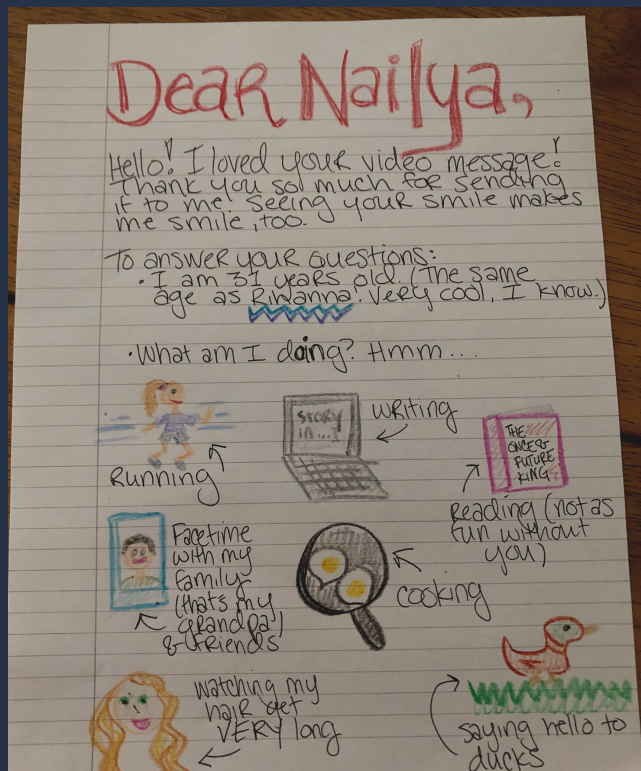 Dear Nailya,
Hello! I loved your video message!
Thank you so much for sending
it to me. Seeing your smile makes
me smile, too.
To answer your questions:
• I am 31 years old. (The same
age as Rihanna. Very cool, I know.)
• What am I doing? Hmm...
Running
STORY
IN...I
writing
THE
ONCE &
FUTURE
KING
Reading (not as
fun without
you)
Facetime
with my
family
(thats my
Grandpa)
& friends
cooking
watching my
hair get
VERY long
saying hello to
ducks